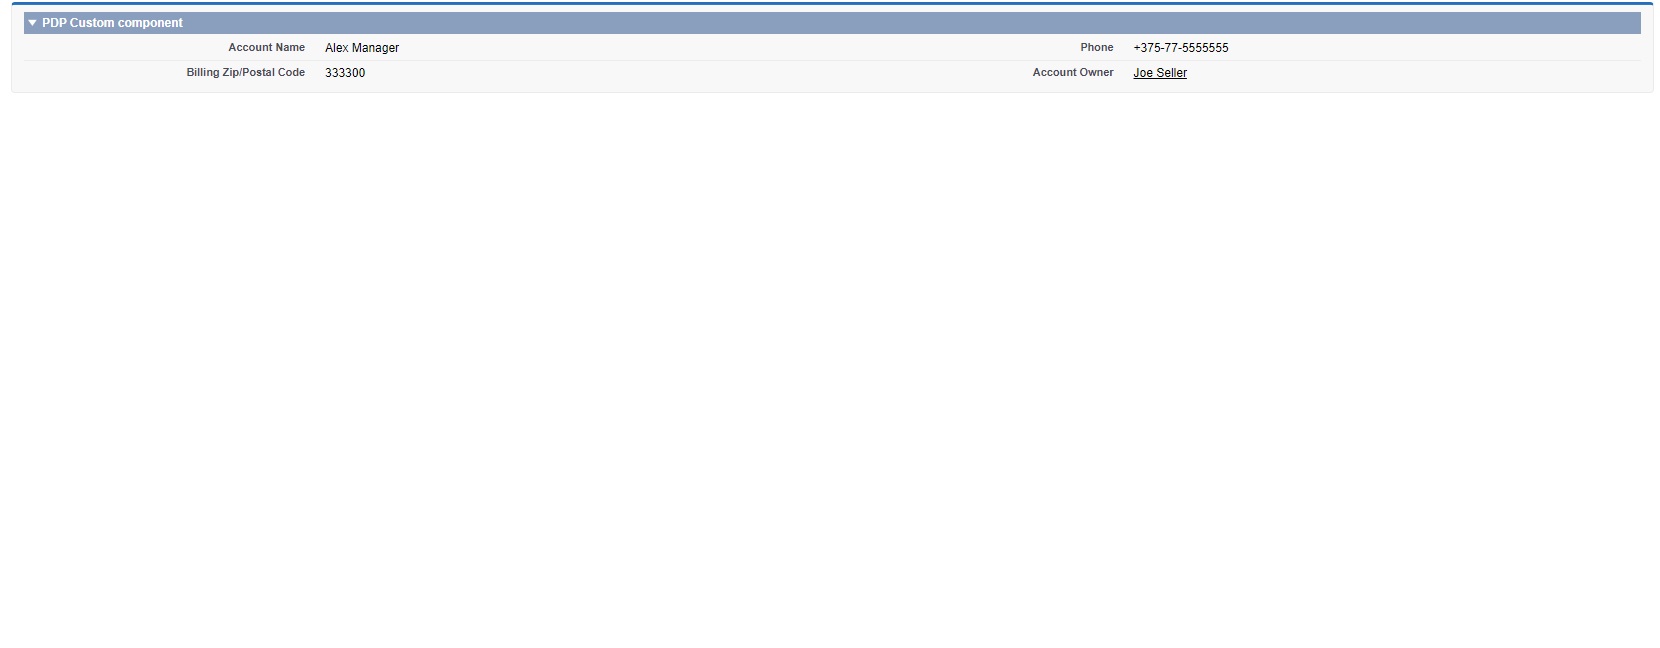 PDP Custom component
Account Name Alex Manager Phone +375-77-5555555
Billing Zip/Postal Code 333300 Account Owner Joe Seller